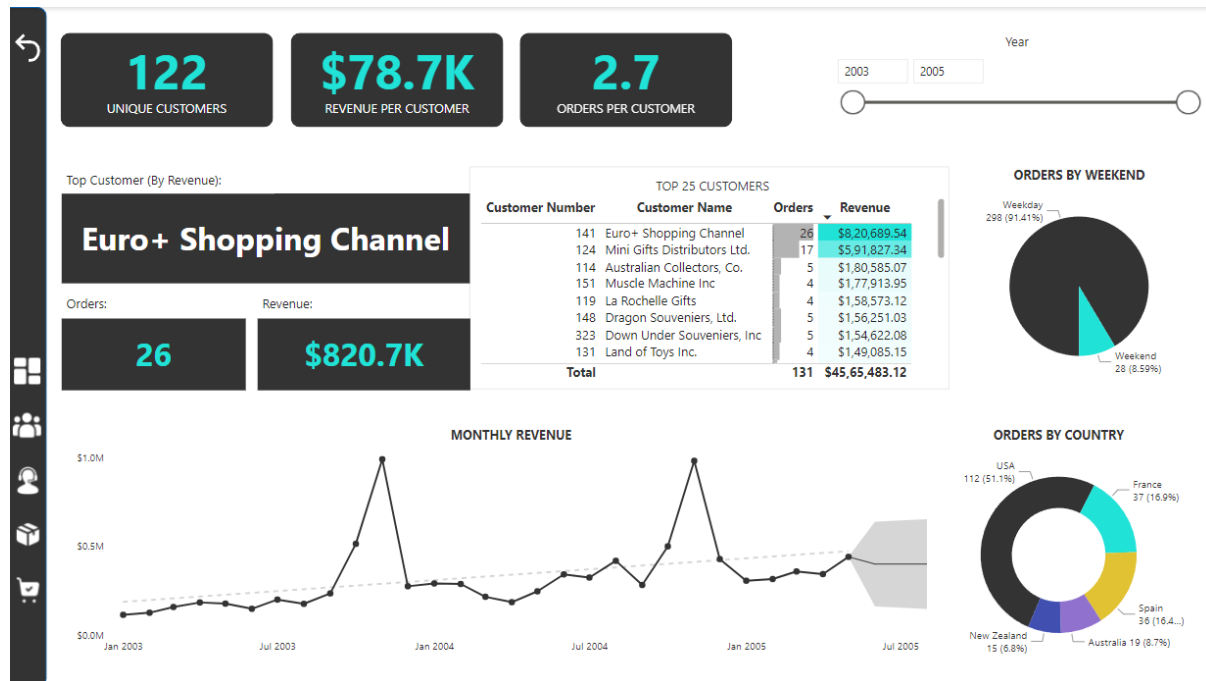 122
UNIQUE CUSTOMERS
$78.7K
REVENUE PER CUSTOMER
2.7
ORDERS PER CUSTOMER
Year
2003 2005
Top Customer (By Revenue):
Euro+ Shopping Channel
Orders:
26
Revenue:
$820.7K
TOP 25 CUSTOMERS
Customer Number Customer Name Orders Revenue
141 Euro+ Shopping Channel 26 $8,20,689.54
124 Mini Gifts Distributors Ltd. 17 $5,91,827.34
114 Australian Collectors, Co. 5 $1,80,585.07
151 Muscle Machine Inc 4 $1,77,913.95
119 La Rochelle Gifts 4 $1,58,573.12
148 Dragon Souveniers, Ltd. 5 $1,56,251.03
323 Down Under Souveniers, Inc 5 $1,54,622.08
131 Land of Toys Inc. 4 $1,49,085.15
Total 131 $45,65,483.12
ORDERS BY WEEKEND
Weekday
298 (91.41%)
Weekend
28 (8.59%)
MONTHLY REVENUE
$1.0M
$0.5M
$0.0M
Jan 2003 Jul 2003 Jan 2004 Jul 2004 Jan 2005 Jul 2005
ORDERS BY COUNTRY
USA
112 (51.1%)
France
37 (16.9%)
Spain
36 (16.4...)
Australia 19 (8.7%)
New Zealand
15 (6.8%)